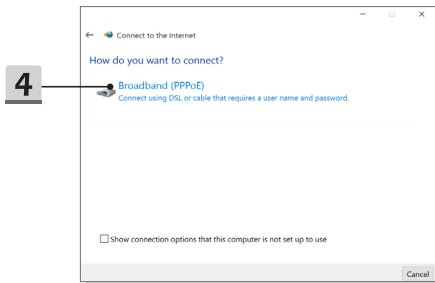 Connect to the Internet
How do you want to connect?
4
Broadband (PPPoE)
Connect using DSL or cable that requires a user name and password.
Show connection options that this computer is not set up to use
Cancel